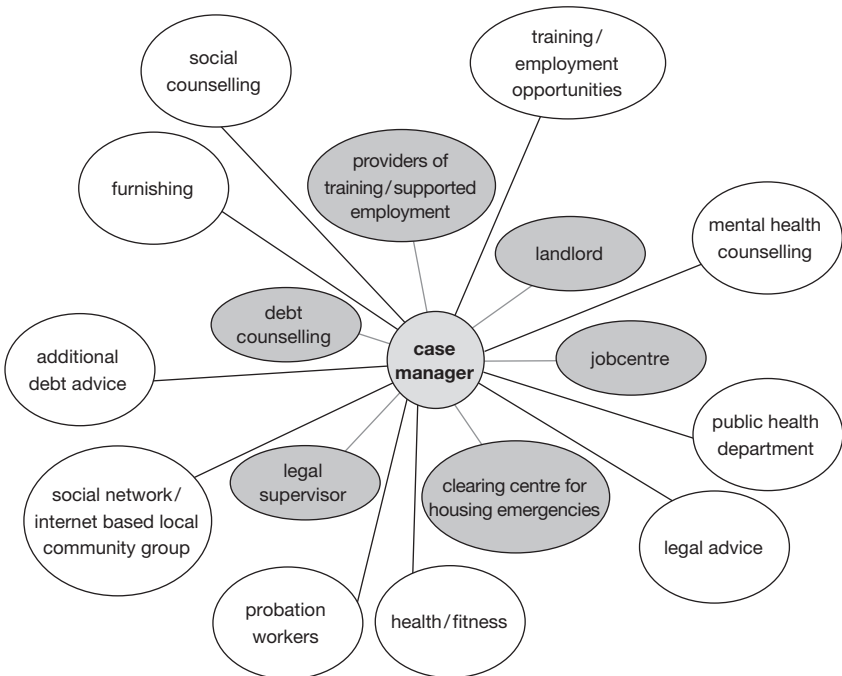 social
counselling
training/
employment
opportunities
providers of
training/supported
employment
furnishing
landlord
mental health
counselling
debt
counselling
case
manager
additional
debt advice
jobcentre
public health
department
legal
supervisor
clearing centre for
housing emergencies
social network/
internet based local
community group
legal advice
probation
workers
health/fitness